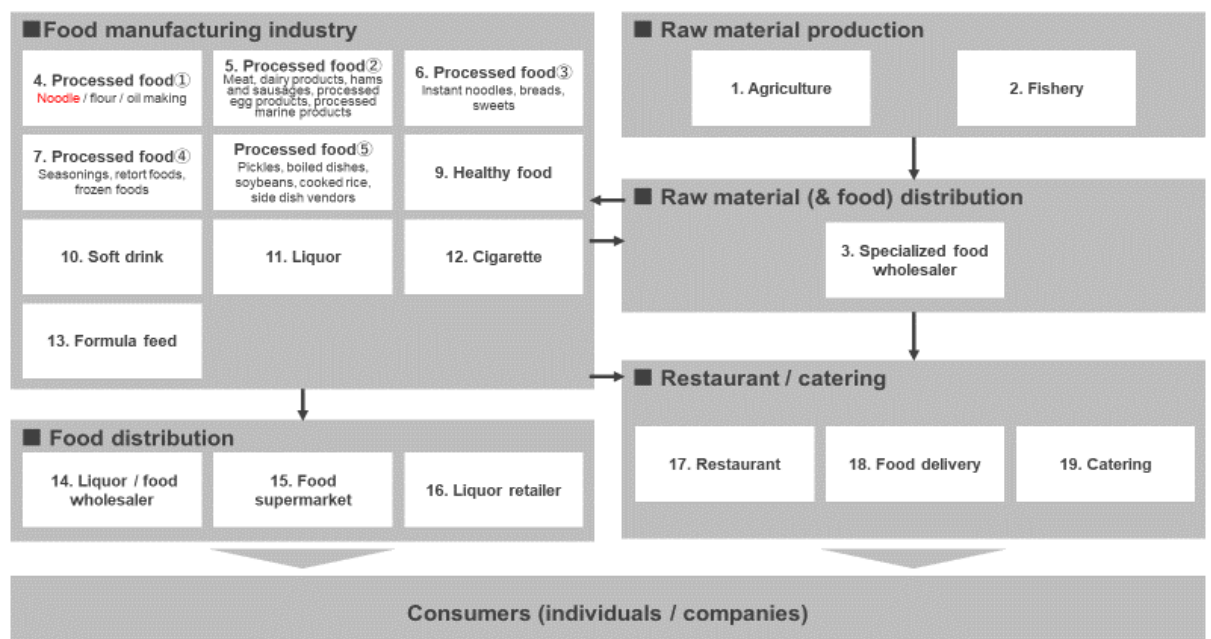 ■Food manufacturing industry
4. Processed food①
Noodle / flour / oil making
5. Processed food②
Meat, dairy products, hams
and sausages, processed
egg products, processed
marine products
6. Processed food③
Instant noodles, breads,
sweets
7. Processed food④
Seasonings, retort foods,
frozen foods
Processed food⑤
Pickles, boiled dishes,
soybeans, cooked rice,
side dish vendors
9. Healthy food
10. Soft drink
11. Liquor
12. Cigarette
13. Formula feed
■ Food distribution
14. Liquor / food
wholesaler
15. Food
supermarket
16. Liquor retailer
■ Raw material production
1. Agriculture
2. Fishery
■ Raw material (& food) distribution
3. Specialized food
wholesaler
■ Restaurant / catering
17. Restaurant
18. Food delivery
19. Catering
Consumers (individuals / companies)